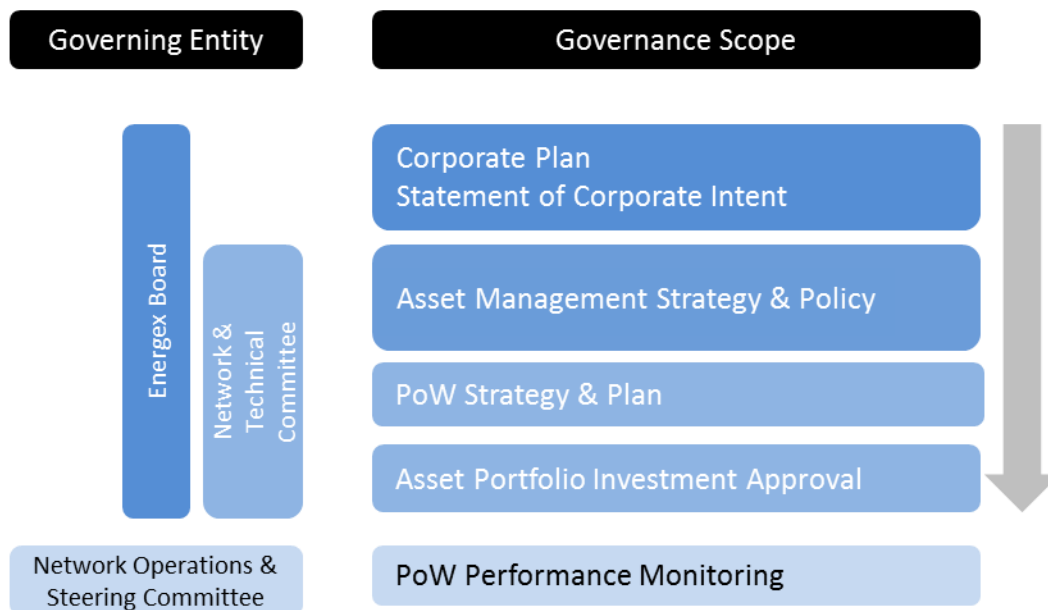 Governing Entity
Governance Scope
Energex Board
Network &
Technical
Committee
Corporate Plan
Statement of Corporate Intent
Asset Management Strategy & Policy
PoW Strategy & Plan
Asset Portfolio Investment Approval
Network Operations &
Steering Committee
PoW Performance Monitoring